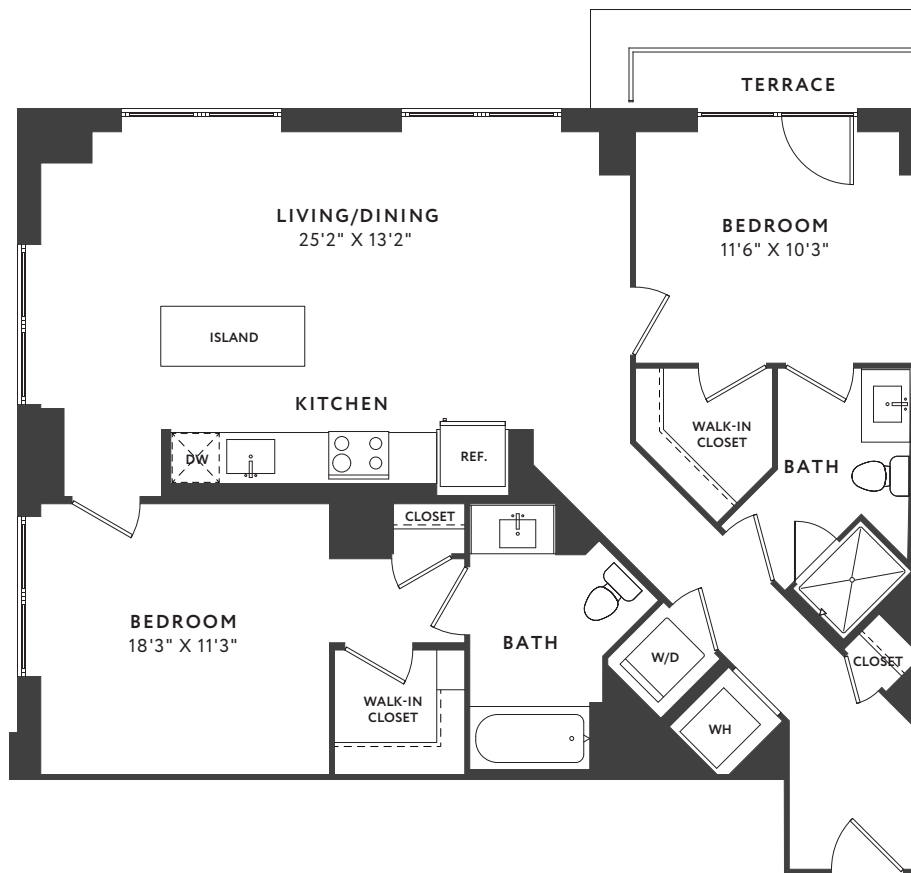 TERRACE
LIVING/DINING
25'2" X 13'2"
BEDROOM
11'6" X 10'3"
ISLAND
KITCHEN
WALK-IN
CLOSET
DW
REF.
BATH
CLOSET
BEDROOM
18'3" X 11'3"
BATH
W/D
CLOSET
WALK-IN
CLOSET
WH